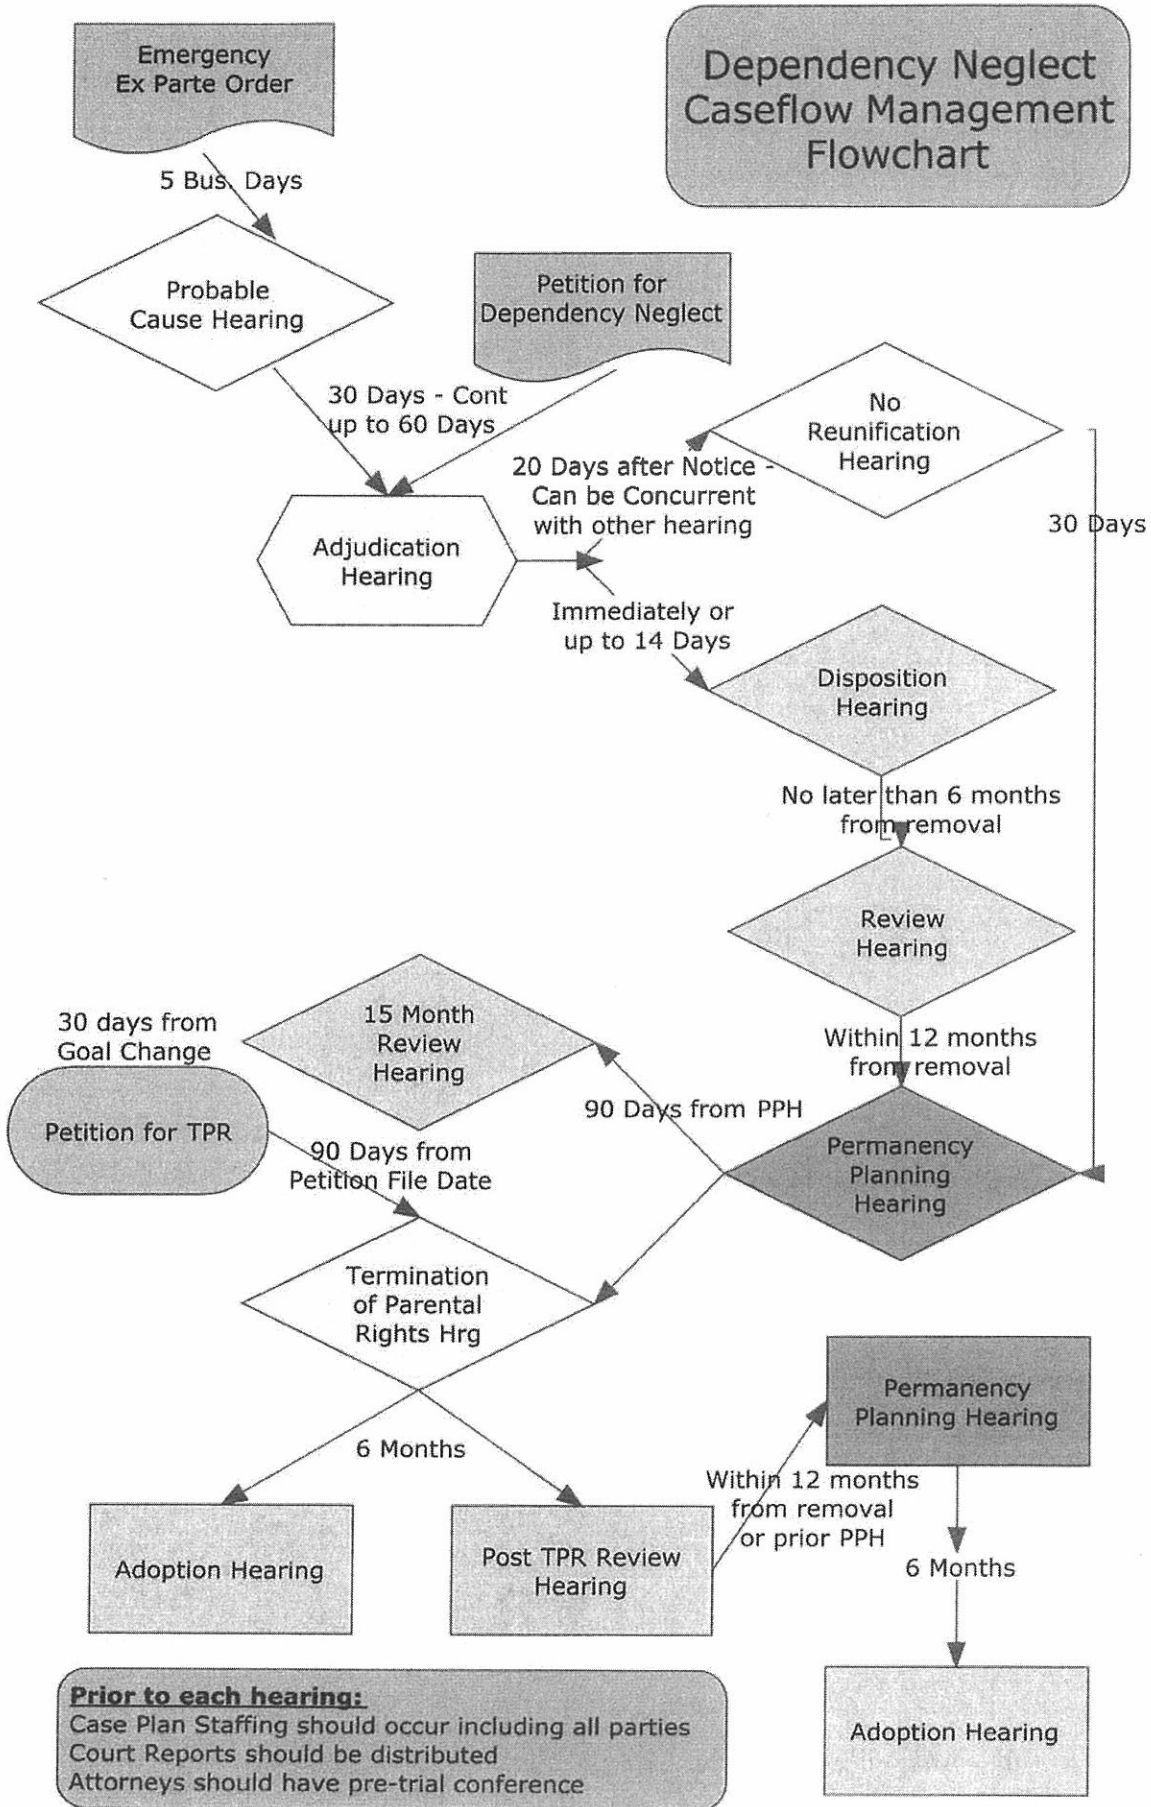 Emergency
Ex Parte Order
Dependency Neglect
Caseflow Management
Flowchart
5 Bus. Days
Probable
Cause Hearing
Petition for
Dependency Neglect
30 Days - Cont
up to 60 Days
No
Reunification
Hearing
20 Days after Notice -
Can be Concurrent
with other hearing
30 Days
Adjudication
Hearing
Immediately or
up to 14 Days
Disposition
Hearing
No later than 6 months
from removal
Review
Hearing
Within 12 months
from removal
15 Month
Review
Hearing
30 days from
Goal Change
Petition for TPR
90 Days from PPH
90 Days from
Petition File Date
Permanency
Planning
Hearing
Termination
of Parental
Rights Hrg
6 Months
Adoption Hearing
Post TPR Review
Hearing
Within 12 months
from removal
or prior PPH
Permanency
Planning Hearing
6 Months
Adoption Hearing
Prior to each hearing:
Case Plan Staffing should occur including all parties
Court Reports should be distributed
Attorneys should have pre-trial conference